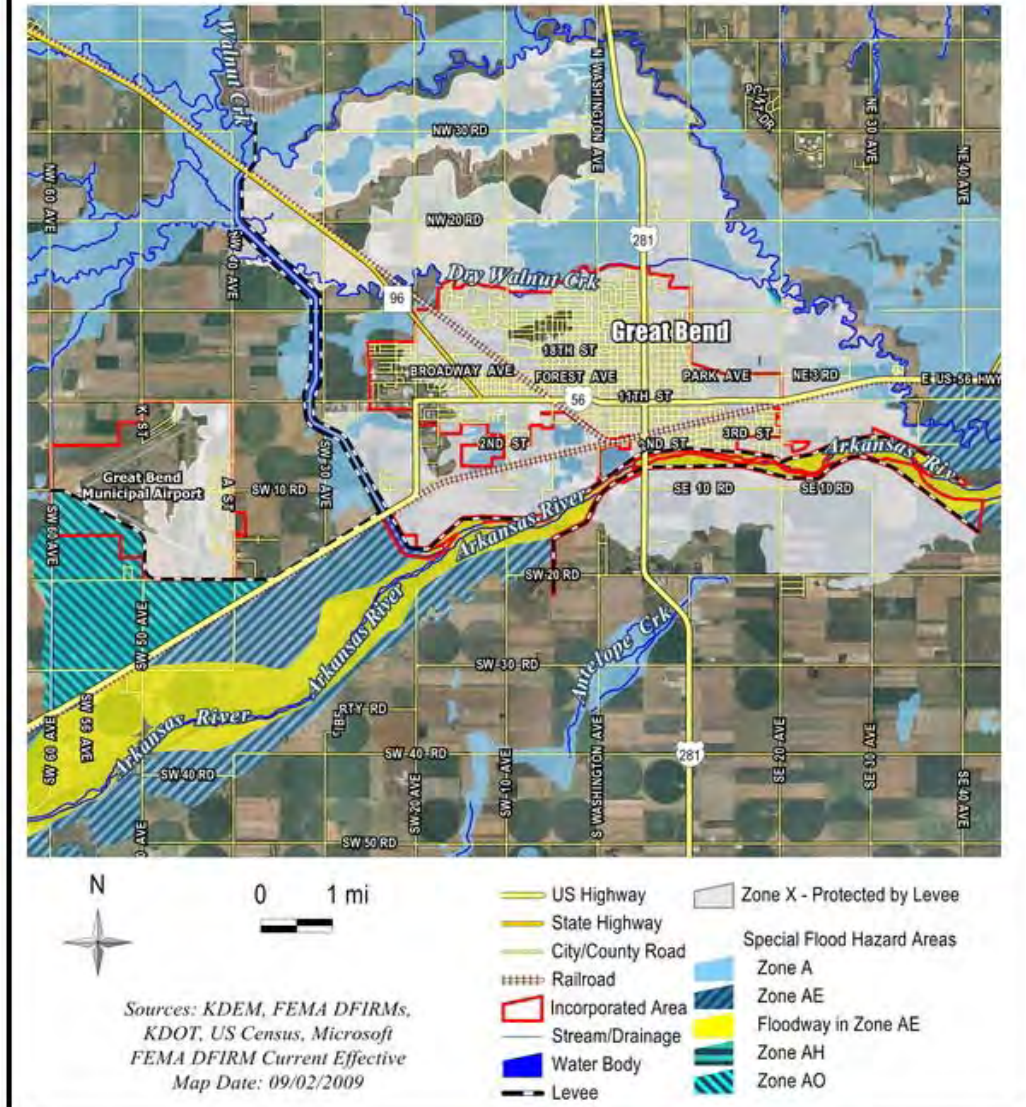 Walnut Crk
N WASHINGTON AVE
NW 30 RD
NE 30 AVE
NW 60 AVE
NE 40 AVE
NW 20 RD
NW 40 AVE
281
Dry Walnut Crk
96
Great Bend
18TH ST
BROADWAY AVE
FOREST AVE
PARK AVE
NE 3 RD
E US-56 HWY
56
11TH ST
K ST
2ND ST
2ND ST
3RD ST
SW 30 AVE
Great Bend
Municipal Airport
A ST
SW 10 RD
Arkansas Riv
SE 10 RD
SE 10 RD
SW 60 AVE
Arkansas River
SW 20 RD
SW 50 AVE
Arkansas River
Antelope Crk
SW 30 RD
SW 60 AVE
SW 55 AVE
Arkansas River
RTY RD
SW 40 RD
SW 40 RD
281
SW 20 AVE
SW 10 AVE
S WASHINGTON AVE
SE 20 AVE
SE 30 AVE
SE 40 AVE
SW 50 RD
N
0 1 mi
Sources: KDEM, FEMA DFIRMs,
KDOT, US Census, Microsoft
FEMA DFIRM Current Effective
Map Date: 09/02/2009
US Highway
State Highway
City/County Road
Railroad
Incorporated Area
Stream/Drainage
Water Body
Levee
Zone X - Protected by Levee
Special Flood Hazard Areas
Zone A
Zone AE
Floodway in Zone AE
Zone AH
Zone AO